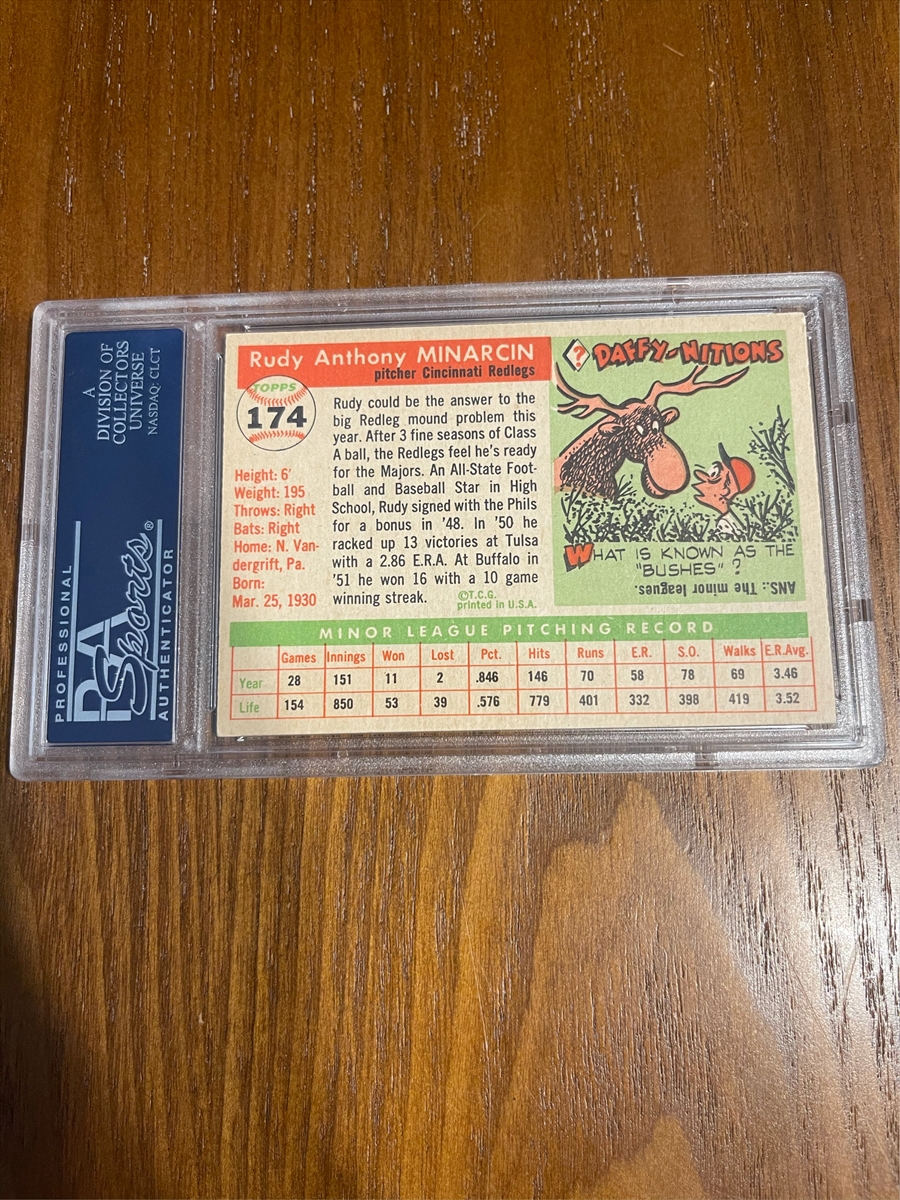 A
DIVISION OF
COLLECTORS
UNIVERSE
NASDAQ: CLCT
PROFESSIONAL
PSA
Sports®
AUTHENTICATOR
Rudy Anthony MINARCIN
pitcher Cincinnati Redlegs
TOPPS
174
Height: 6'
Weight: 195
Throws: Right
Bats: Right
Home: N. Van-
dergrift, Pa.
Born:
Mar. 25, 1930
Rudy could be the answer to the
big Redleg mound problem this
year. After 3 fine seasons of Class
A ball, the Redlegs feel he's ready
for the Majors. An All-State Foot-
ball and Baseball Star in High
School, Rudy signed with the Phils
for a bonus in '48. In '50 he
racked up 13 victories at Tulsa
with a 2.86 E.R.A. At Buffalo in
'51 he won 16 with a 10 game
winning streak.
©T.C.G.
printed in U.S.A.
? DAFFY-NITIONS
WHAT IS KNOWN AS THE
"BUSHES" ?
ANS.: The minor leagues.
MINOR LEAGUE PITCHING RECORD
Games Innings Won Lost Pct. Hits Runs E.R. S.O. Walks E.R.Avg.
Year 28 151 11 2 .846 146 70 58 78 69 3.46
Life 154 850 53 39 .576 779 401 332 398 419 3.52